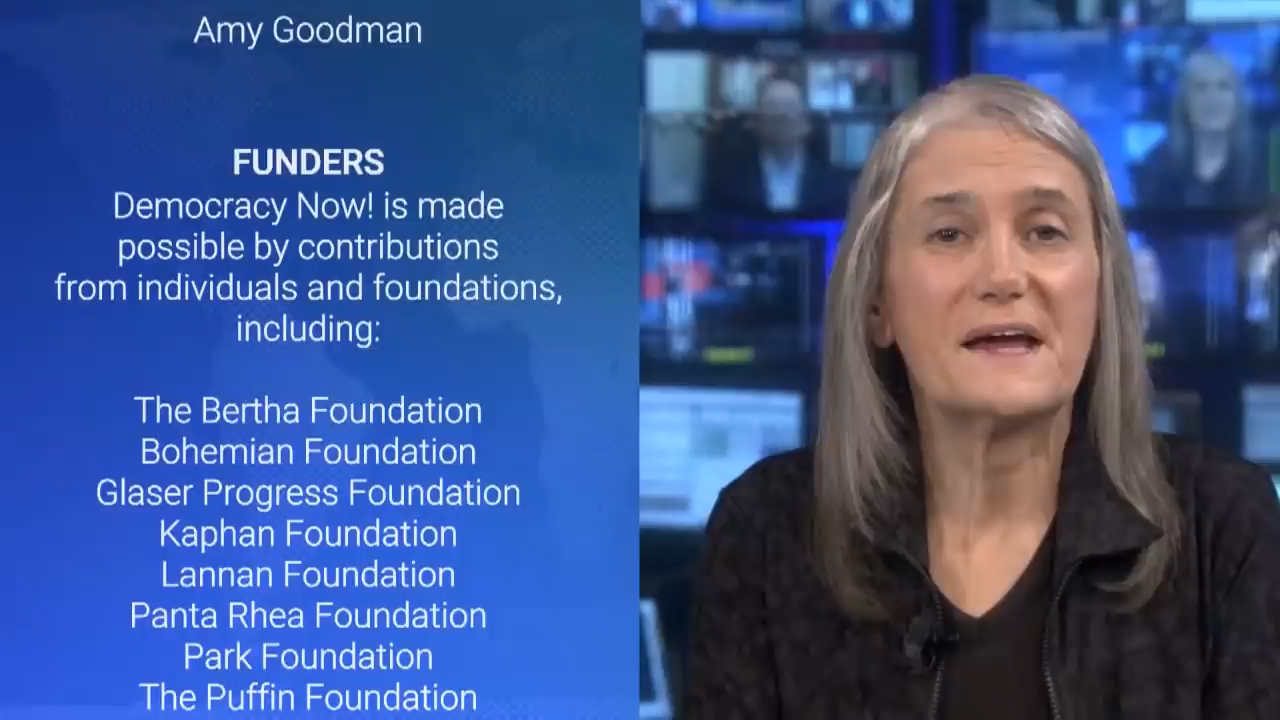 Amy Goodman
FUNDERS
Democracy Now! is made
possible by contributions
from individuals and foundations,
including:
The Bertha Foundation
Bohemian Foundation
Glaser Progress Foundation
Kaphan Foundation
Lannan Foundation
Panta Rhea Foundation
Park Foundation
The Puffin Foundation